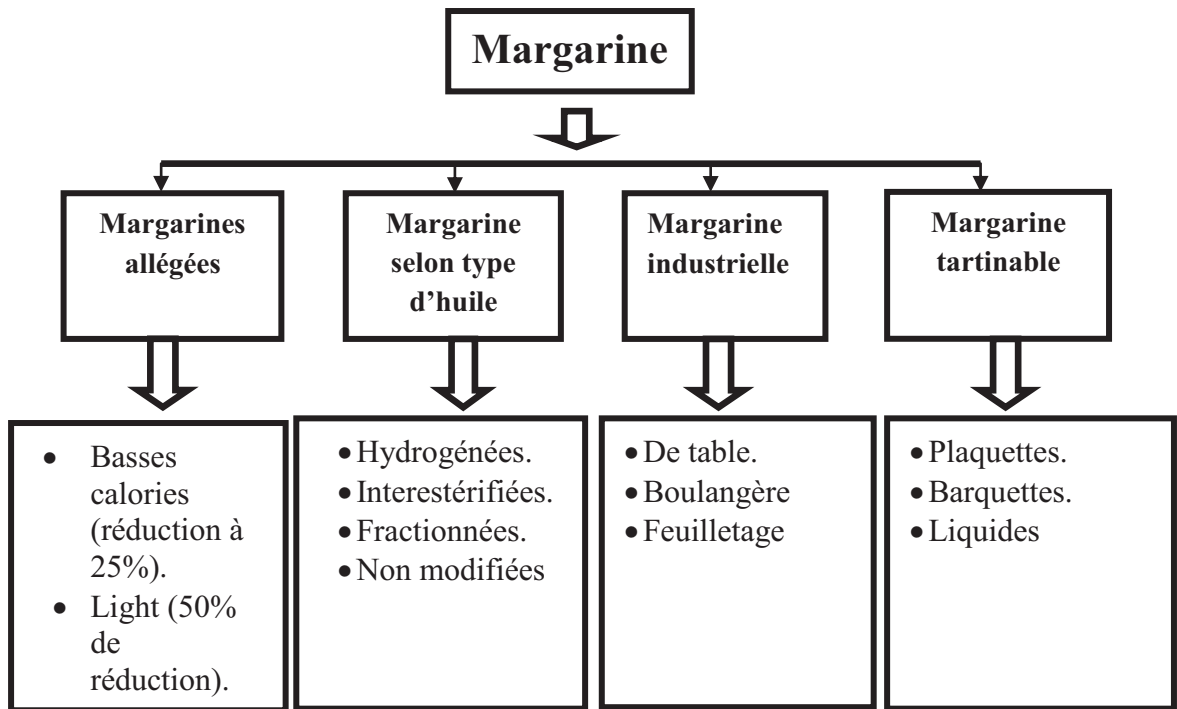 Margarine
Margarines
allégées
Margarine
selon type
d’huile
Margarine
industrielle
Margarine
tartinable
• Basses
calories
(réduction à
25%).
• Light (50%
de
réduction).
• Hydrogénées.
• Interestérifiées.
• Fractionnées.
• Non modifiées
• De table.
• Boulangère
• Feuilletage
• Plaquettes.
• Barquettes.
• Liquides